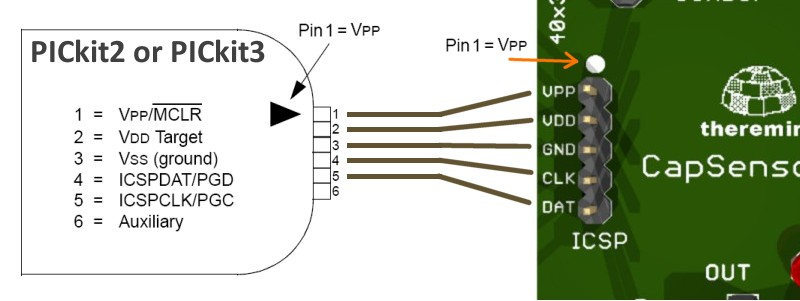 PICkit2 or PICkit3
Pin 1 = VPP
1 = VPP/MCLR
2 = VDD Target
3 = VSS (ground)
4 = ICSPDAT/PGD
5 = ICSPCLK/PGC
6 = Auxiliary
1
2
3
4
5
6
Pin 1 = VPP
VPP
VDD
GND
CLK
DAT
ICSP
theremin
CapSenso
OUT